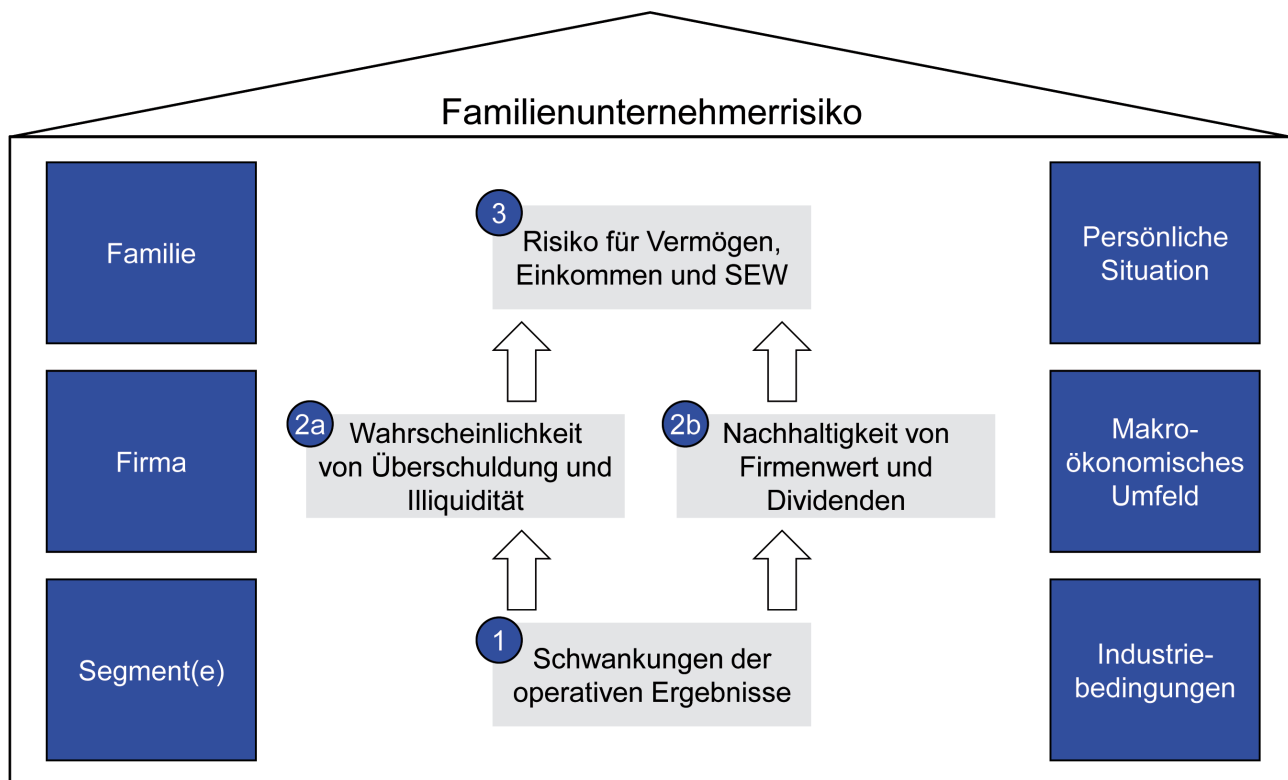 Familienunternehmerrisiko
Familie
3
Risiko für Vermögen,
Einkommen und SEW
Persönliche
Situation
Firma
2a
Wahrscheinlichkeit
von Überschuldung und
Illiquidität
2b
Nachhaltigkeit von
Firmenwert und
Dividenden
Makro-
ökonomisches
Umfeld
Segment(e)
1
Schwankungen der
operativen Ergebnisse
Industrie-
bedingungen